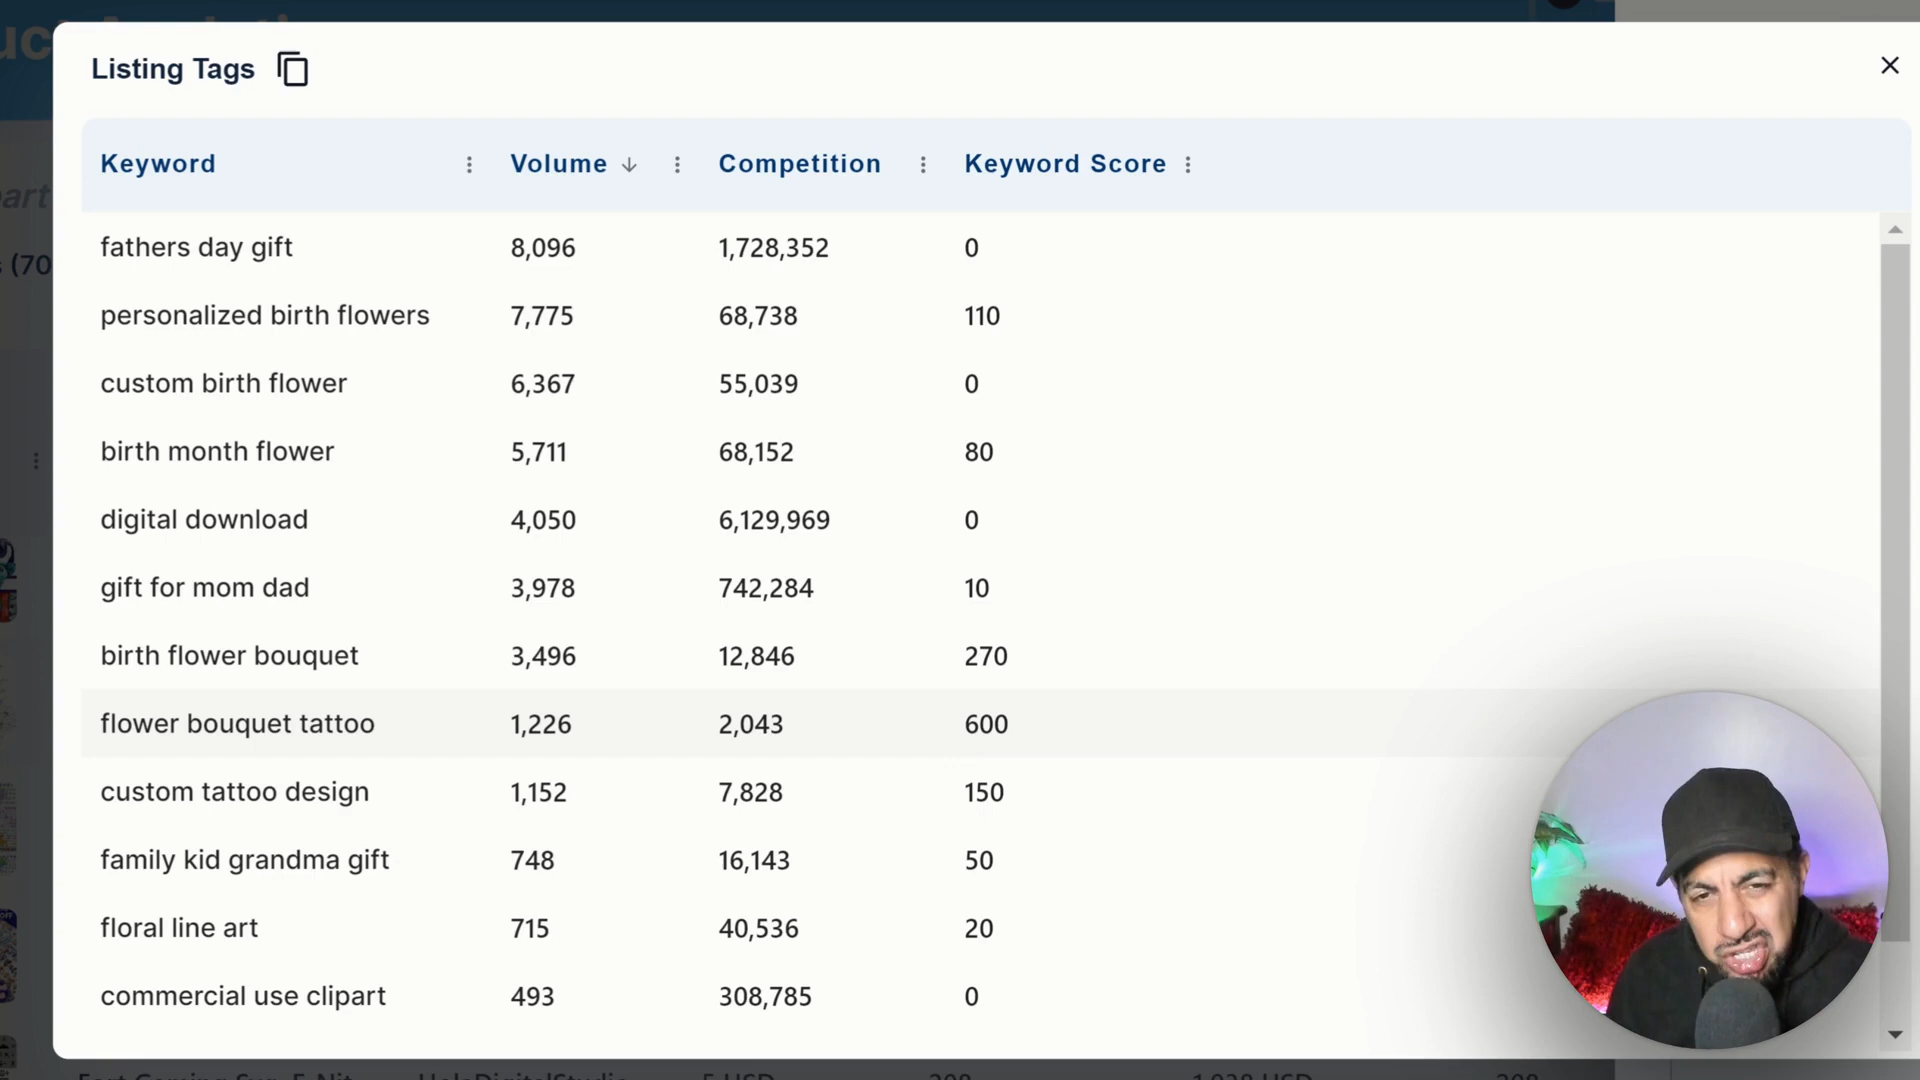 Listing Tags
Keyword Volume Competition Keyword Score
fathers day gift 8,096 1,728,352 0
personalized birth flowers 7,775 68,738 110
custom birth flower 6,367 55,039 0
birth month flower 5,711 68,152 80
digital download 4,050 6,129,969 0
gift for mom dad 3,978 742,284 10
birth flower bouquet 3,496 12,846 270
flower bouquet tattoo 1,226 2,043 600
custom tattoo design 1,152 7,828 150
family kid grandma gift 748 16,143 50
floral line art 715 40,536 20
commercial use clipart 493 308,785 0
(70